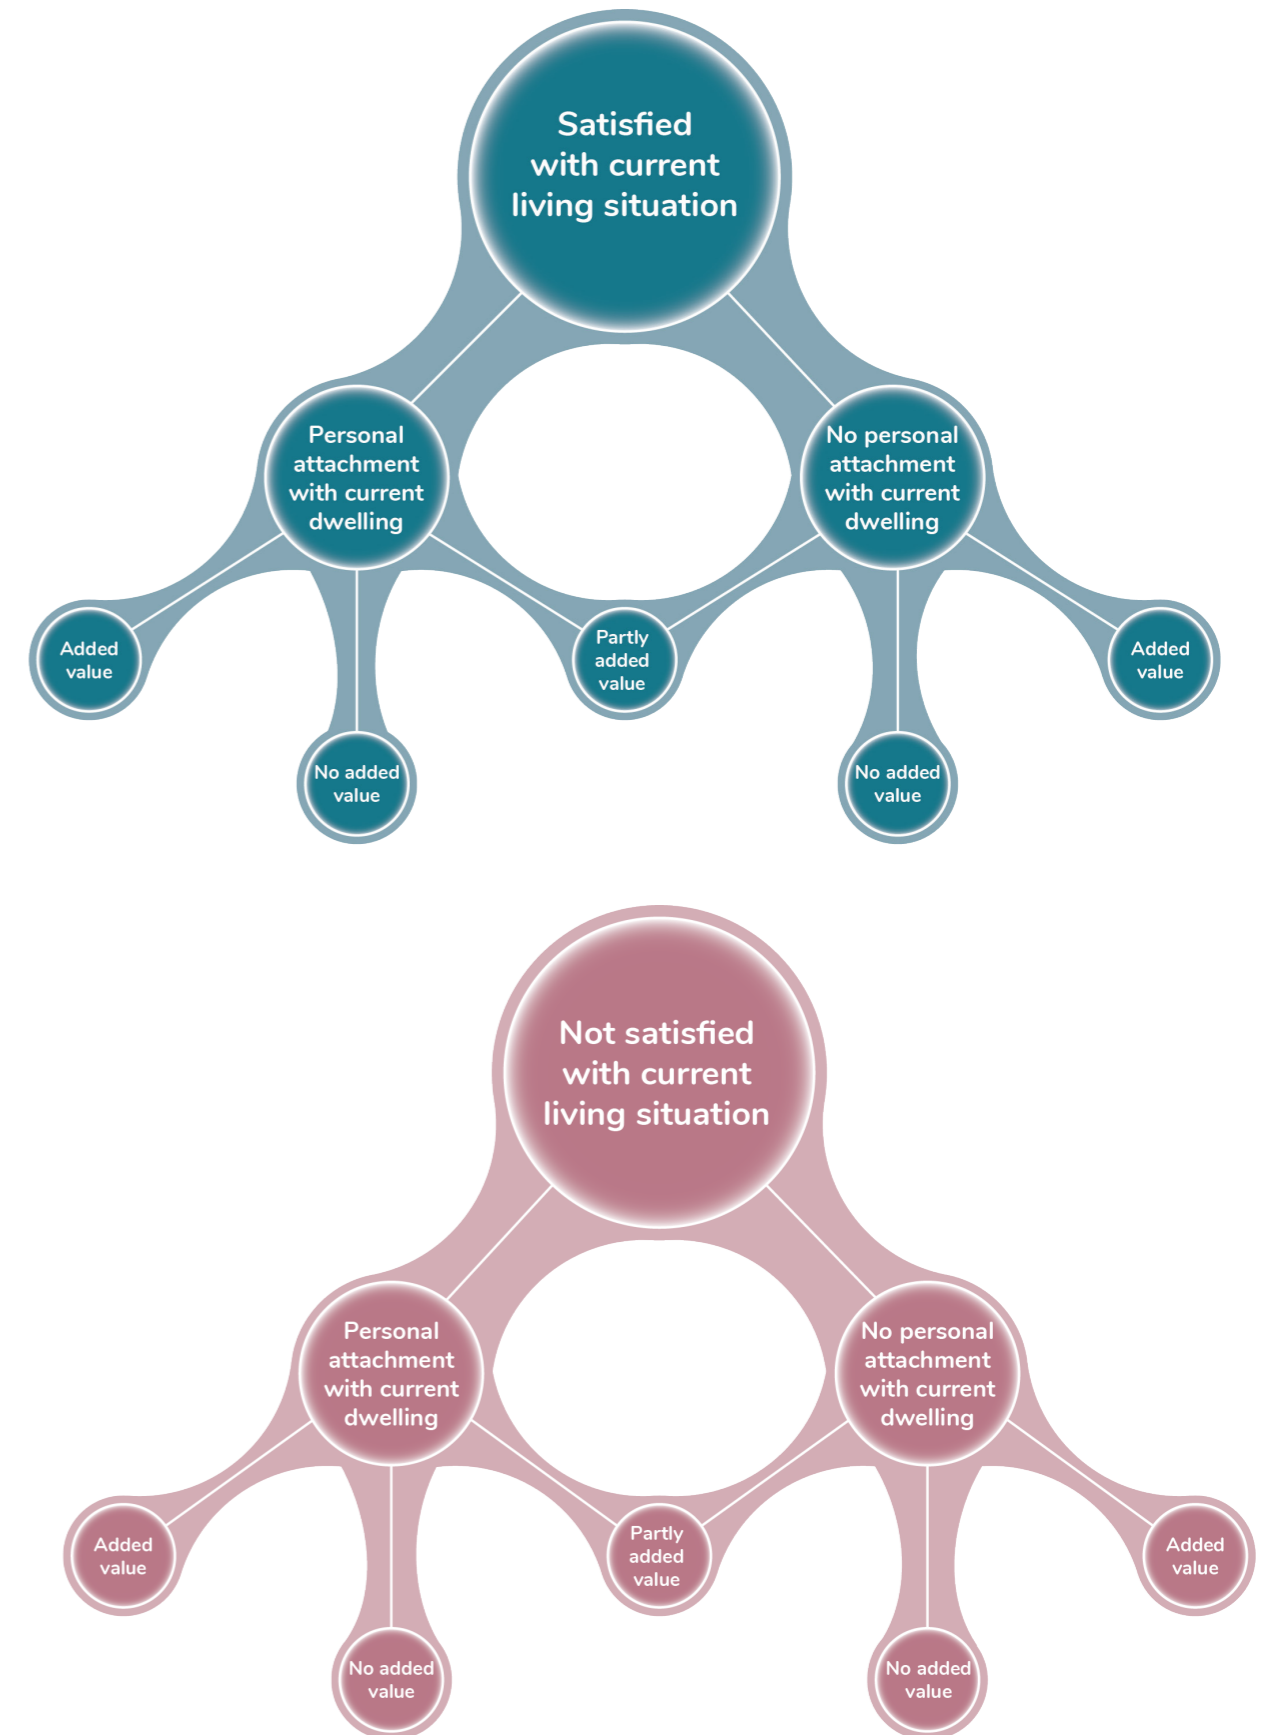 Satisfied
with current
living situation
Personal
attachment
with current
dwelling
No personal
attachment
with current
dwelling
Added
value
Partly
added
value
Added
value
No added
value
No added
value
Not satisfied
with current
living situation
Personal
attachment
with current
dwelling
No personal
attachment
with current
dwelling
Added
value
Partly
added
value
Added
value
No added
value
No added
value